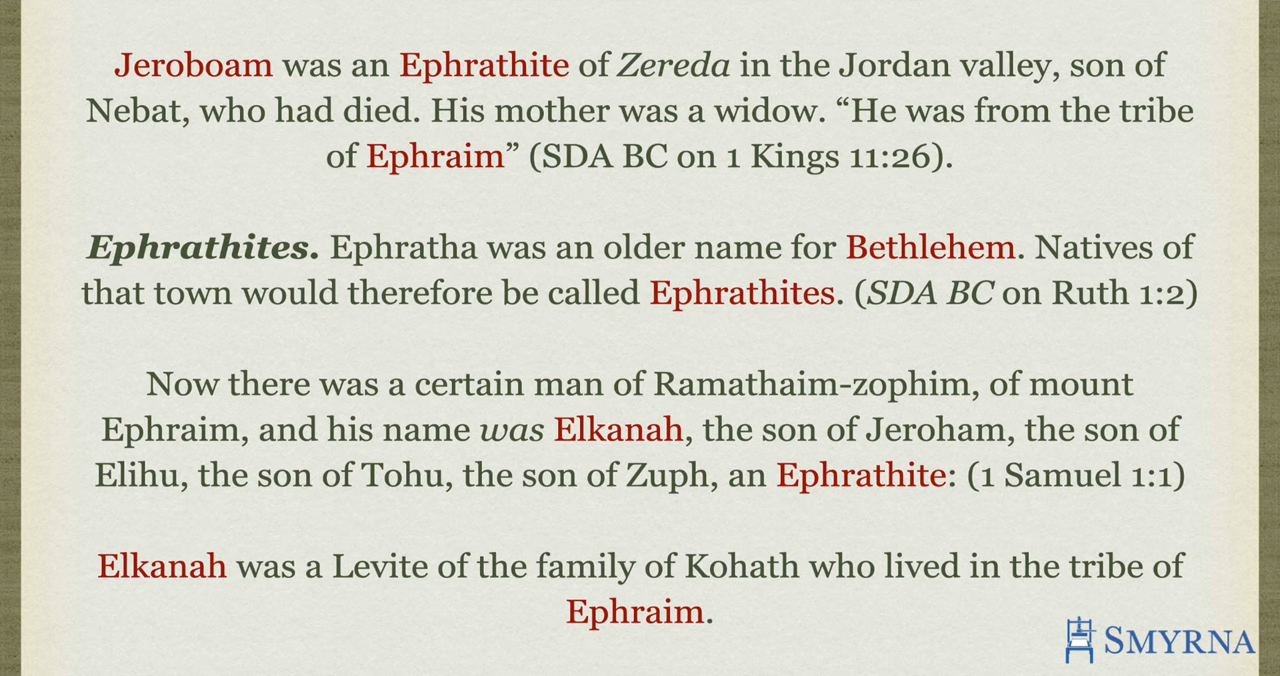 Jeroboam was an Ephrathite of Zereda in the Jordan valley, son of
Nebat, who had died. His mother was a widow. “He was from the tribe
of Ephraim” (SDA BC on 1 Kings 11:26).
Ephrathites. Ephratha was an older name for Bethlehem. Natives of
that town would therefore be called Ephrathites. (SDA BC on Ruth 1:2)
Now there was a certain man of Ramathaim-zophim, of mount
Ephraim, and his name was Elkanah, the son of Jeroham, the son of
Elihu, the son of Tohu, the son of Zuph, an Ephrathite: (1 Samuel 1:1)
Elkanah was a Levite of the family of Kohath who lived in the tribe of
Ephraim.
SMYRNA